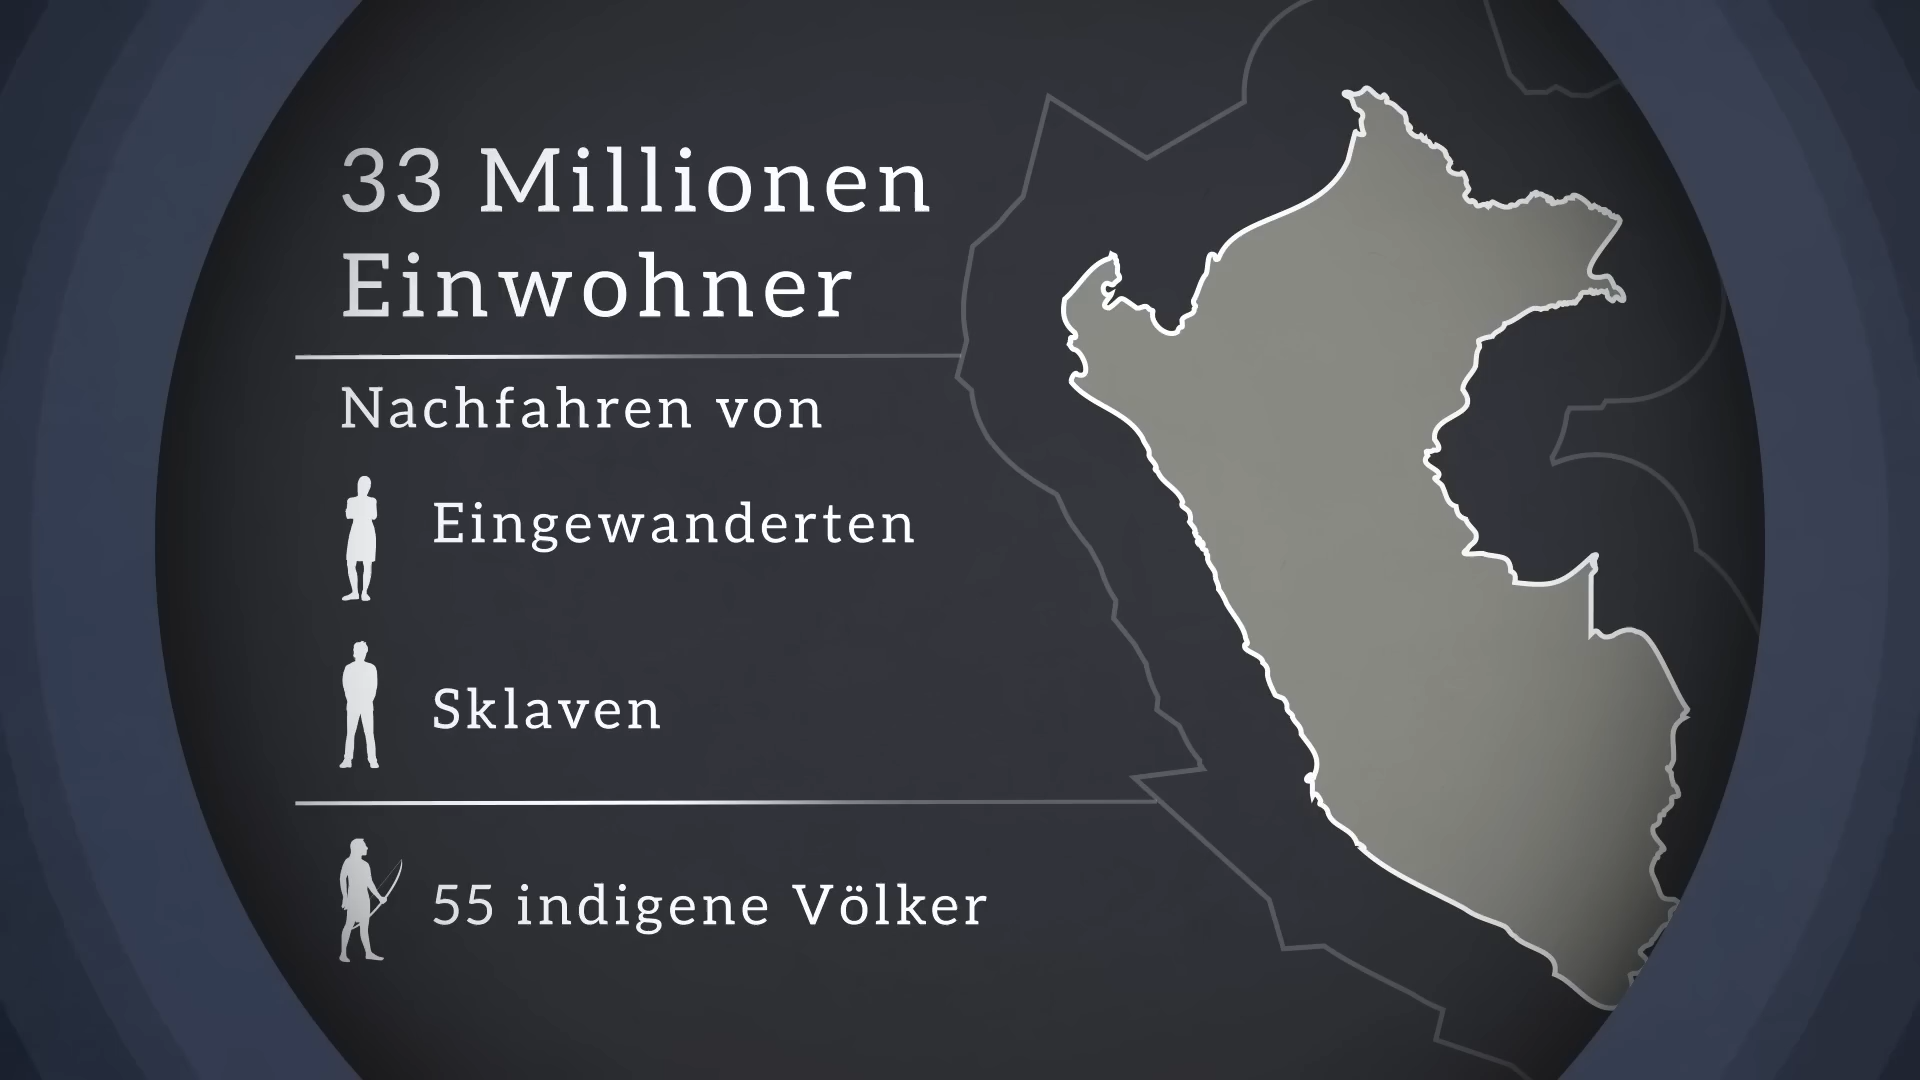 33 Millionen
Einwohner
Nachfahren von
Eingewanderten
Sklaven
55 indigene Völker